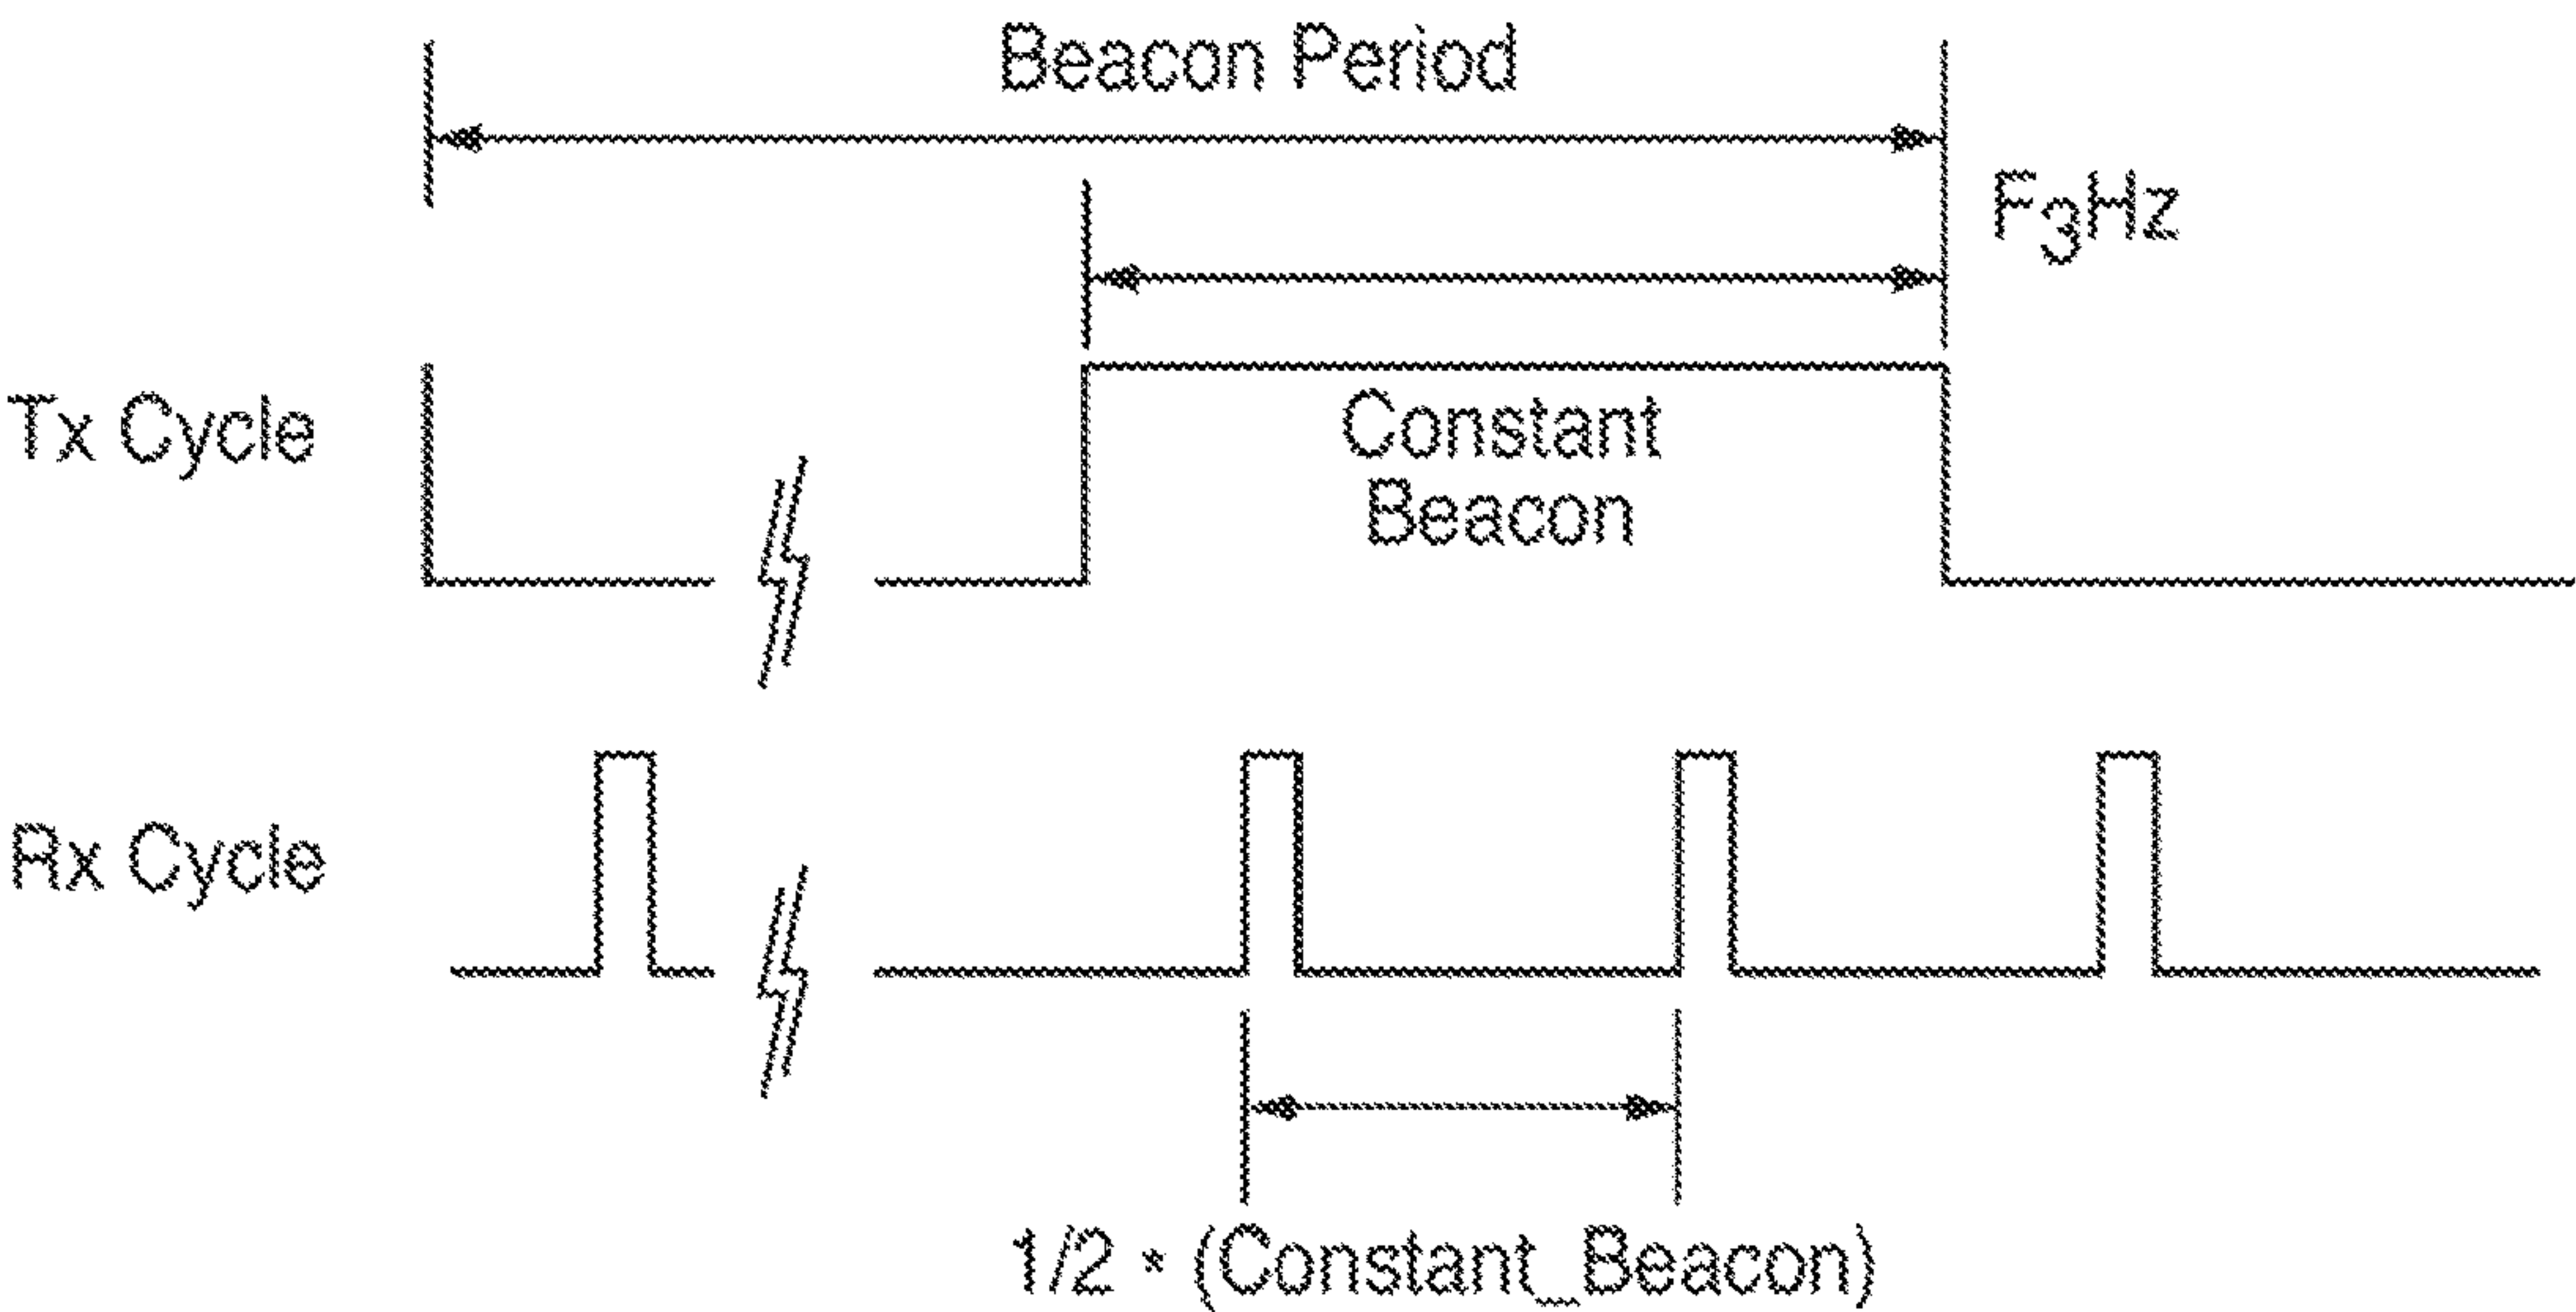 Beacon Period
F3Hz
Tx Cycle
Constant
Beacon
Rx Cycle
1/2 * (Constant_Beacon)